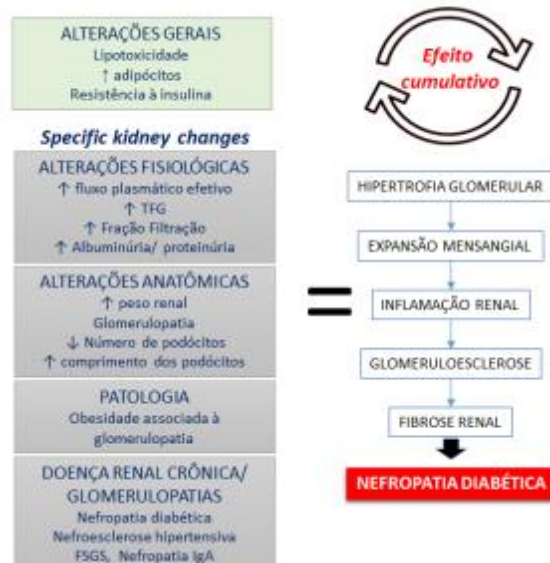 ALTERAÇÕES GERAIS
Lipotoxicidade
↑ adipócitos
Resistência à insulina
Specific kidney changes
ALTERAÇÕES FISIOLÓGICAS
↑ fluxo plasmático efetivo
↑ TFG
↑ Fração Filtração
↑ Albuminúria/ proteinúria
ALTERAÇÕES ANATÔMICAS
↑ peso renal
Glomerulopatia
↓ Número de podócitos
↑ comprimento dos podócitos
PATOLOGIA
Obesidade associada à
glomerulopatia
DOENÇA RENAL CRÔNICA/
GLOMERULOPATIAS
Nefropatia diabética
Nefroesclerose hipertensiva
FSGS, Nefropatia IgA
Efeito
cumulativo
=
HIPERTROFIA GLOMERULAR
EXPANSÃO MENSANGIAL
INFLAMAÇÃO RENAL
GLOMERULOESCLEROSE
FIBROSE RENAL
NEFROPATIA DIABÉTICA